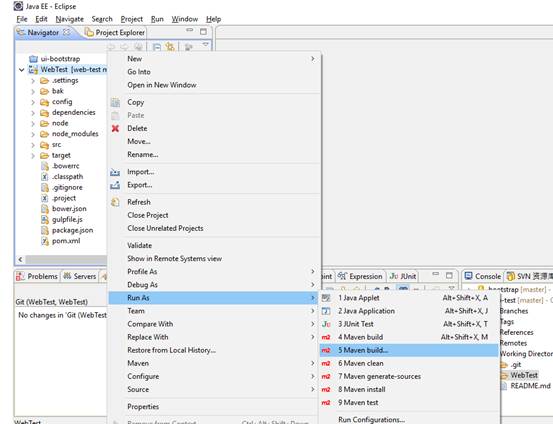 Java EE - Eclipse
File Edit Navigate Search Project Run Window Help
Navigator Project Explorer
ui-bootstrap
WebTest [web-test m
.settings
bak
config
dependencies
node
node_modules
src
target
.bowerrc
.classpath
.gitignore
.project
bower.json
gulpfile.js
package.json
pom.xml
New
Go Into
Open in New Window
Copy
Paste
Delete
Move...
Rename...
Import...
Export...
Refresh
Close Project
Close Unrelated Projects
Validate
Show in Remote Systems view
Profile As
Debug As
Run As
Team
Compare With
Replace With
Restore from Local History...
Maven
Configure
Source
Properties
Remove from Context Ctrl+Alt+Shift+Down
1 Java Applet Alt+Shift+X, A
2 Java Application Alt+Shift+X, J
3 JUnit Test Alt+Shift+X, T
4 Maven build Alt+Shift+X, M
5 Maven build...
6 Maven clean
7 Maven generate-sources
8 Maven install
9 Maven test
Run Configurations...
Problems Servers
int Expression JUnit
Console SVN 资源库
Git (WebTest, WebTest)
No changes in 'Git (WebTest
bootstrap [master] -
-test [master] - G
Branches
Tags
References
Remotes
Working Director
.git
WebTest
README.md
WebTest